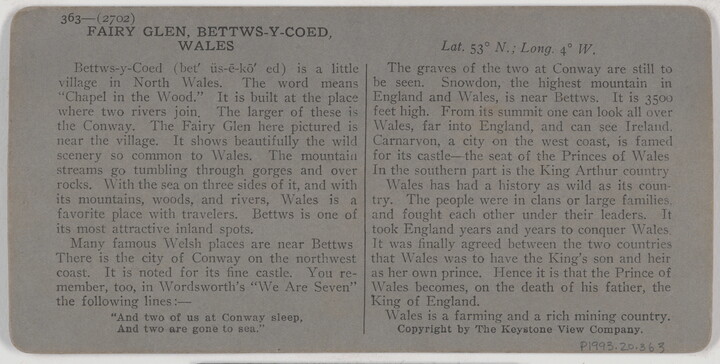 363—(2702)
FAIRY GLEN, BETTWS-Y-COED,
WALES
Bettws-y-Coed (bet′ ŭs-ē-kō′ ed) is a little
village in North Wales. The word means
"Chapel in the Wood." It is built at the place
where two rivers join. The larger of these is
the Conway. The Fairy Glen here pictured is
near the village. It shows beautifully the wild
scenery so common to Wales. The mountain
streams go tumbling through gorges and over
rocks. With the sea on three sides of it, and with
its mountains, woods, and rivers, Wales is a
favorite place with travelers. Bettws is one of
its most attractive inland spots.
Many famous Welsh places are near Bettws
There is the city of Conway on the northwest
coast. It is noted for its fine castle. You re-
member, too, in Wordsworth's "We Are Seven"
the following lines:—
"And two of us at Conway sleep,
And two are gone to sea."
Lat. 53° N.; Long. 4° W.
The graves of the two at Conway are still to
be seen. Snowdon, the highest mountain in
England and Wales, is near Bettws. It is 3500
feet high. From its summit one can look all over
Wales, far into England, and can see Ireland.
Carnarvon, a city on the west coast, is famed
for its castle—the seat of the Princes of Wales
In the southern part is the King Arthur country
Wales has had a history as wild as its coun-
try. The people were in clans or large families,
and fought each other under their leaders. It
took England years and years to conquer Wales.
It was finally agreed between the two countries
that Wales was to have the King's son and heir
as her own prince. Hence it is that the Prince of
Wales becomes, on the death of his father, the
King of England.
Wales is a farming and a rich mining country.
Copyright by The Keystone View Company.
P1993.20.363